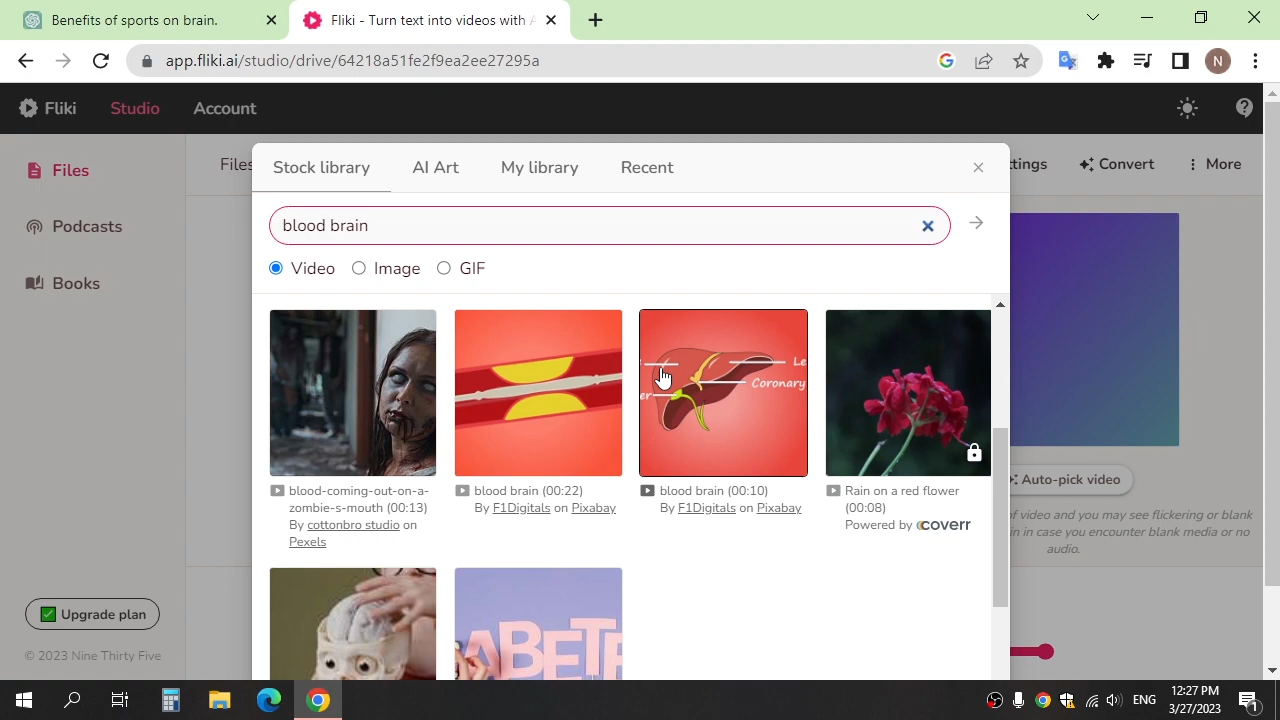 Benefits of sports on brain.
Fliki - Turn text into videos with A
app.fliki.ai/studio/drive/64218a51fe2f9ea2ec27295a
N
Fliki
Studio
Account
Files
Podcasts
Books
Files
ttings
Convert
More
Stock library
AI Art
My library
Recent
blood brain
Video
Image
GIF
Le
Coronary
er
blood-coming-out-on-a-
zombie-s-mouth (00:13)
By cottonbro studio on
Pexels
blood brain (00:22)
By F1Digitals on Pixabay
blood brain (00:10)
By F1Digitals on Pixabay
Rain on a red flower
(00:08)
Powered by coverr
ABETE
Auto-pick video
of video and you may see flickering or blank
in in case you encounter blank media or no
audio.
Upgrade plan
© 2023 Nine Thirty Five
ENG
12:27 PM
3/27/2023
1